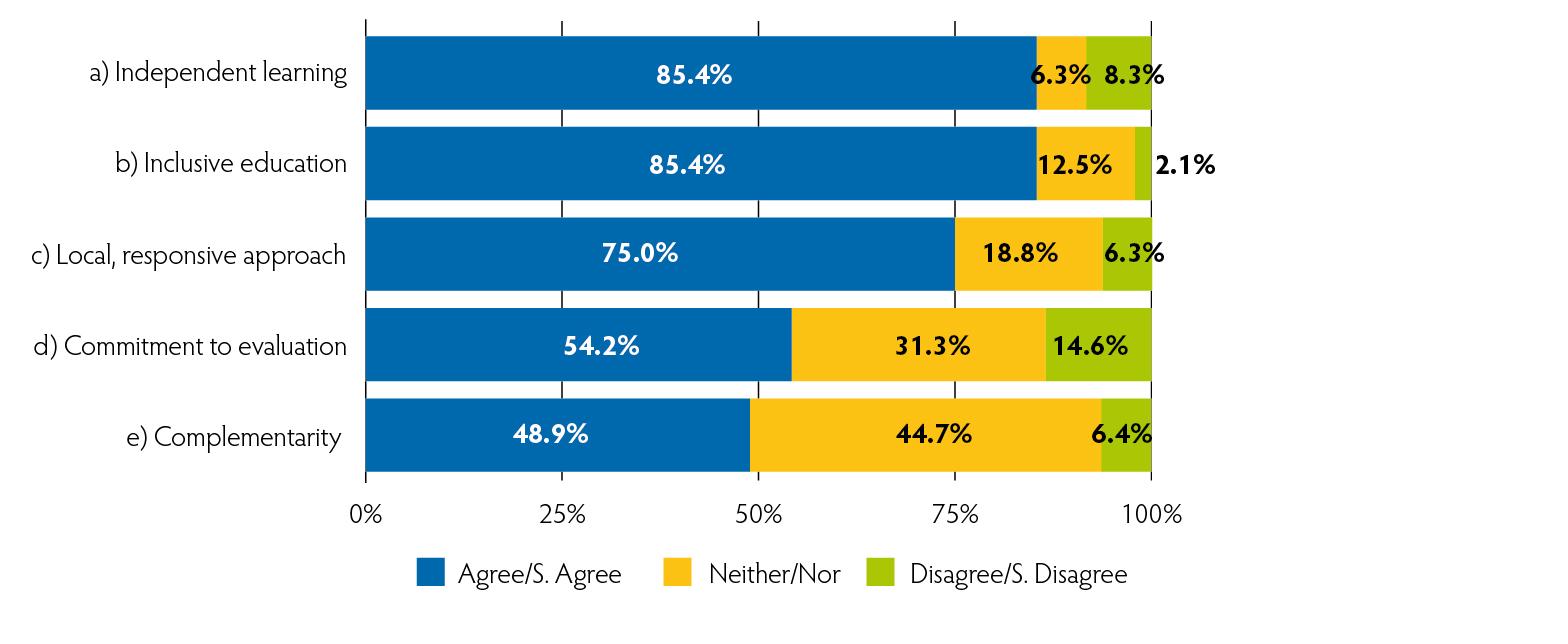 a) Independent learning 85.4% 6.3% 8.3%
b) Inclusive education 85.4% 12.5% 2.1%
c) Local, responsive approach 75.0% 18.8% 6.3%
d) Commitment to evaluation 54.2% 31.3% 14.6%
e) Complementarity 48.9% 44.7% 6.4%
0% 25% 50% 75% 100%
Agree/S. Agree Neither/Nor Disagree/S. Disagree